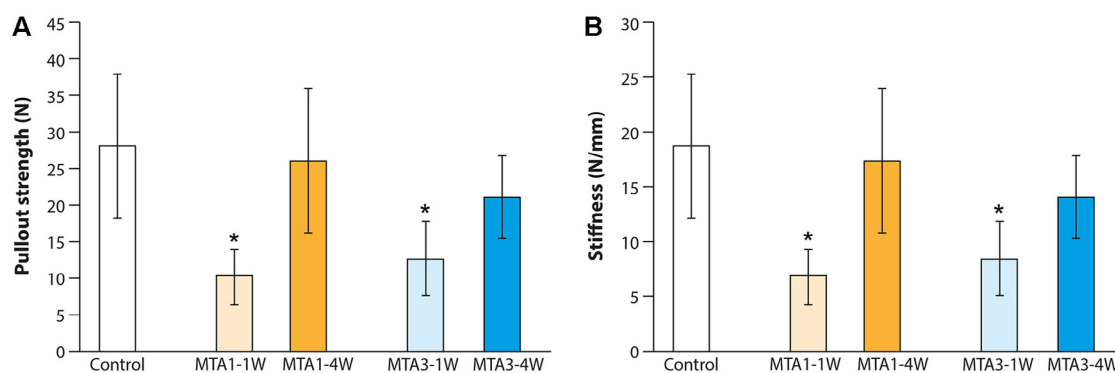 A
Pullout strength (N)
45
40
35
30
25
20
15
10
5
0
*
*
Control
MTA1-1W
MTA1-4W
MTA3-1W
MTA3-4W
B
Stiffness (N/mm)
30
25
20
15
10
5
0
*
*
Control
MTA1-1W
MTA1-4W
MTA3-1W
MTA3-4W